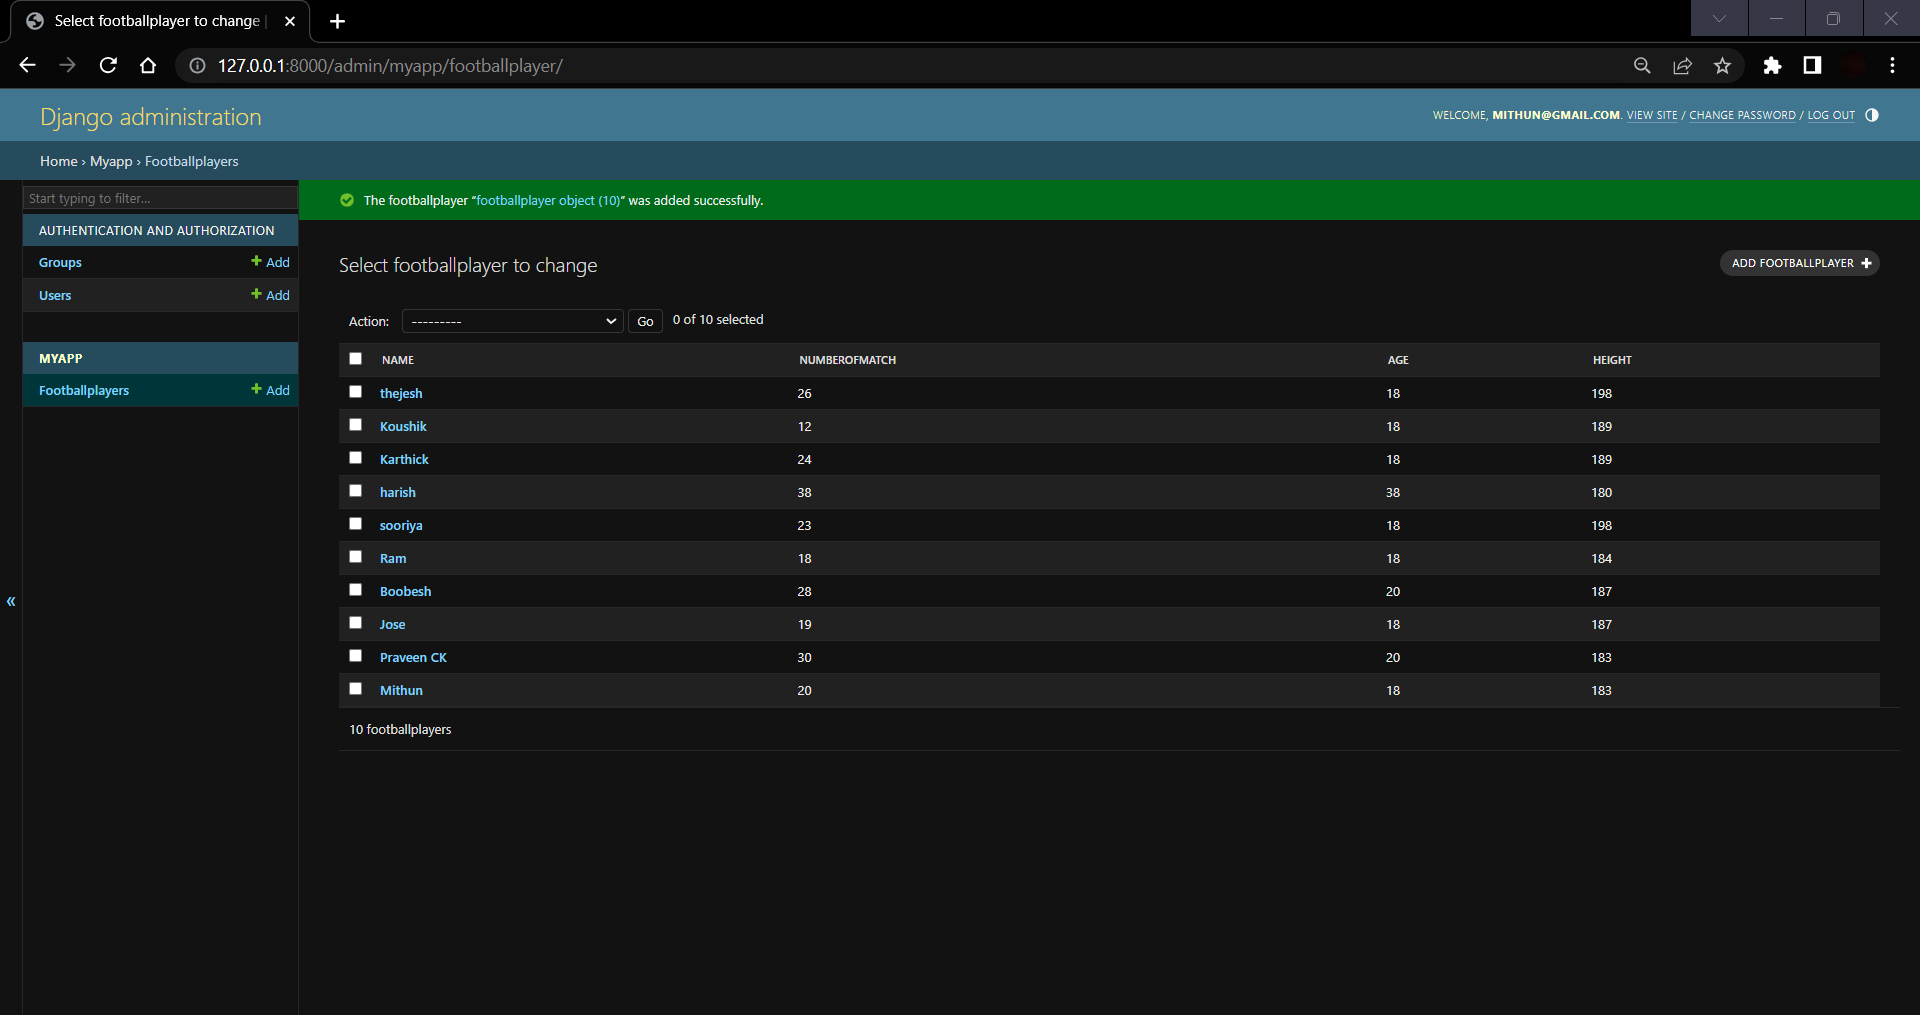 Select footballplayer to change |
127.0.0.1:8000/admin/myapp/footballplayer/
Django administration
WELCOME, MITHUN@GMAIL.COM. VIEW SITE / CHANGE PASSWORD / LOG OUT
Home › Myapp › Footballplayers
Start typing to filter...
AUTHENTICATION AND AUTHORIZATION
Groups + Add
Users + Add
MYAPP
Footballplayers + Add
«
The footballplayer “footballplayer object (10)” was added successfully.
Select footballplayer to change
ADD FOOTBALLPLAYER +
Action: --------- Go 0 of 10 selected
NAME NUMBEROFMATCH AGE HEIGHT
thejesh 26 18 198
Koushik 12 18 189
Karthick 24 18 189
harish 38 38 180
sooriya 23 18 198
Ram 18 18 184
Boobesh 28 20 187
Jose 19 18 187
Praveen CK 30 20 183
Mithun 20 18 183
10 footballplayers